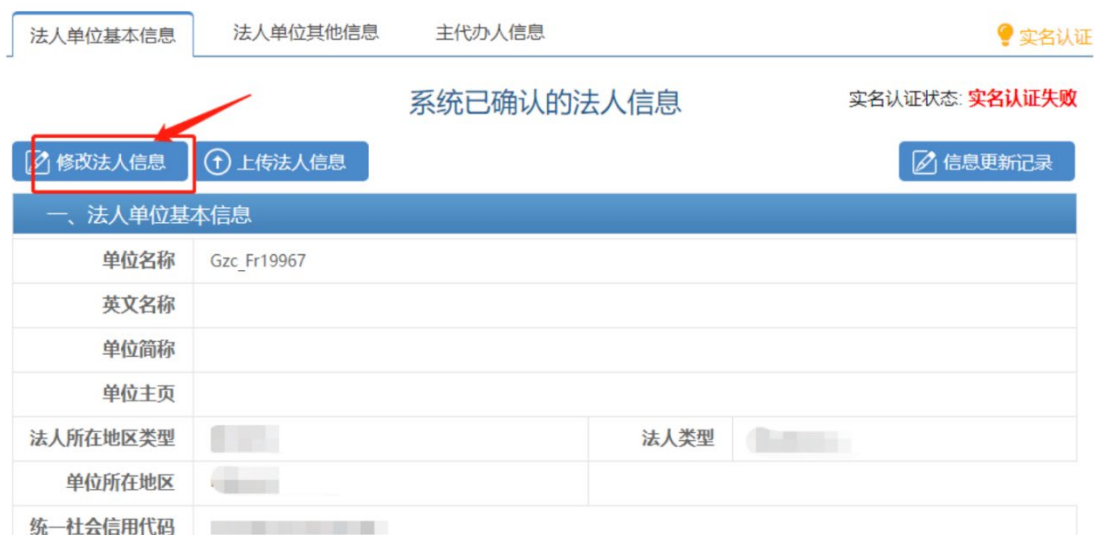 法人单位基本信息 法人单位其他信息 主代办人信息 实名认证
系统已确认的法人信息 实名认证状态: 实名认证失败
修改法人信息 上传法人信息 信息更新记录
一、法人单位基本信息
单位名称 Gzc_Fr19967
英文名称
单位简称
单位主页
法人所在地区类型 法人类型
单位所在地区
统一社会信用代码